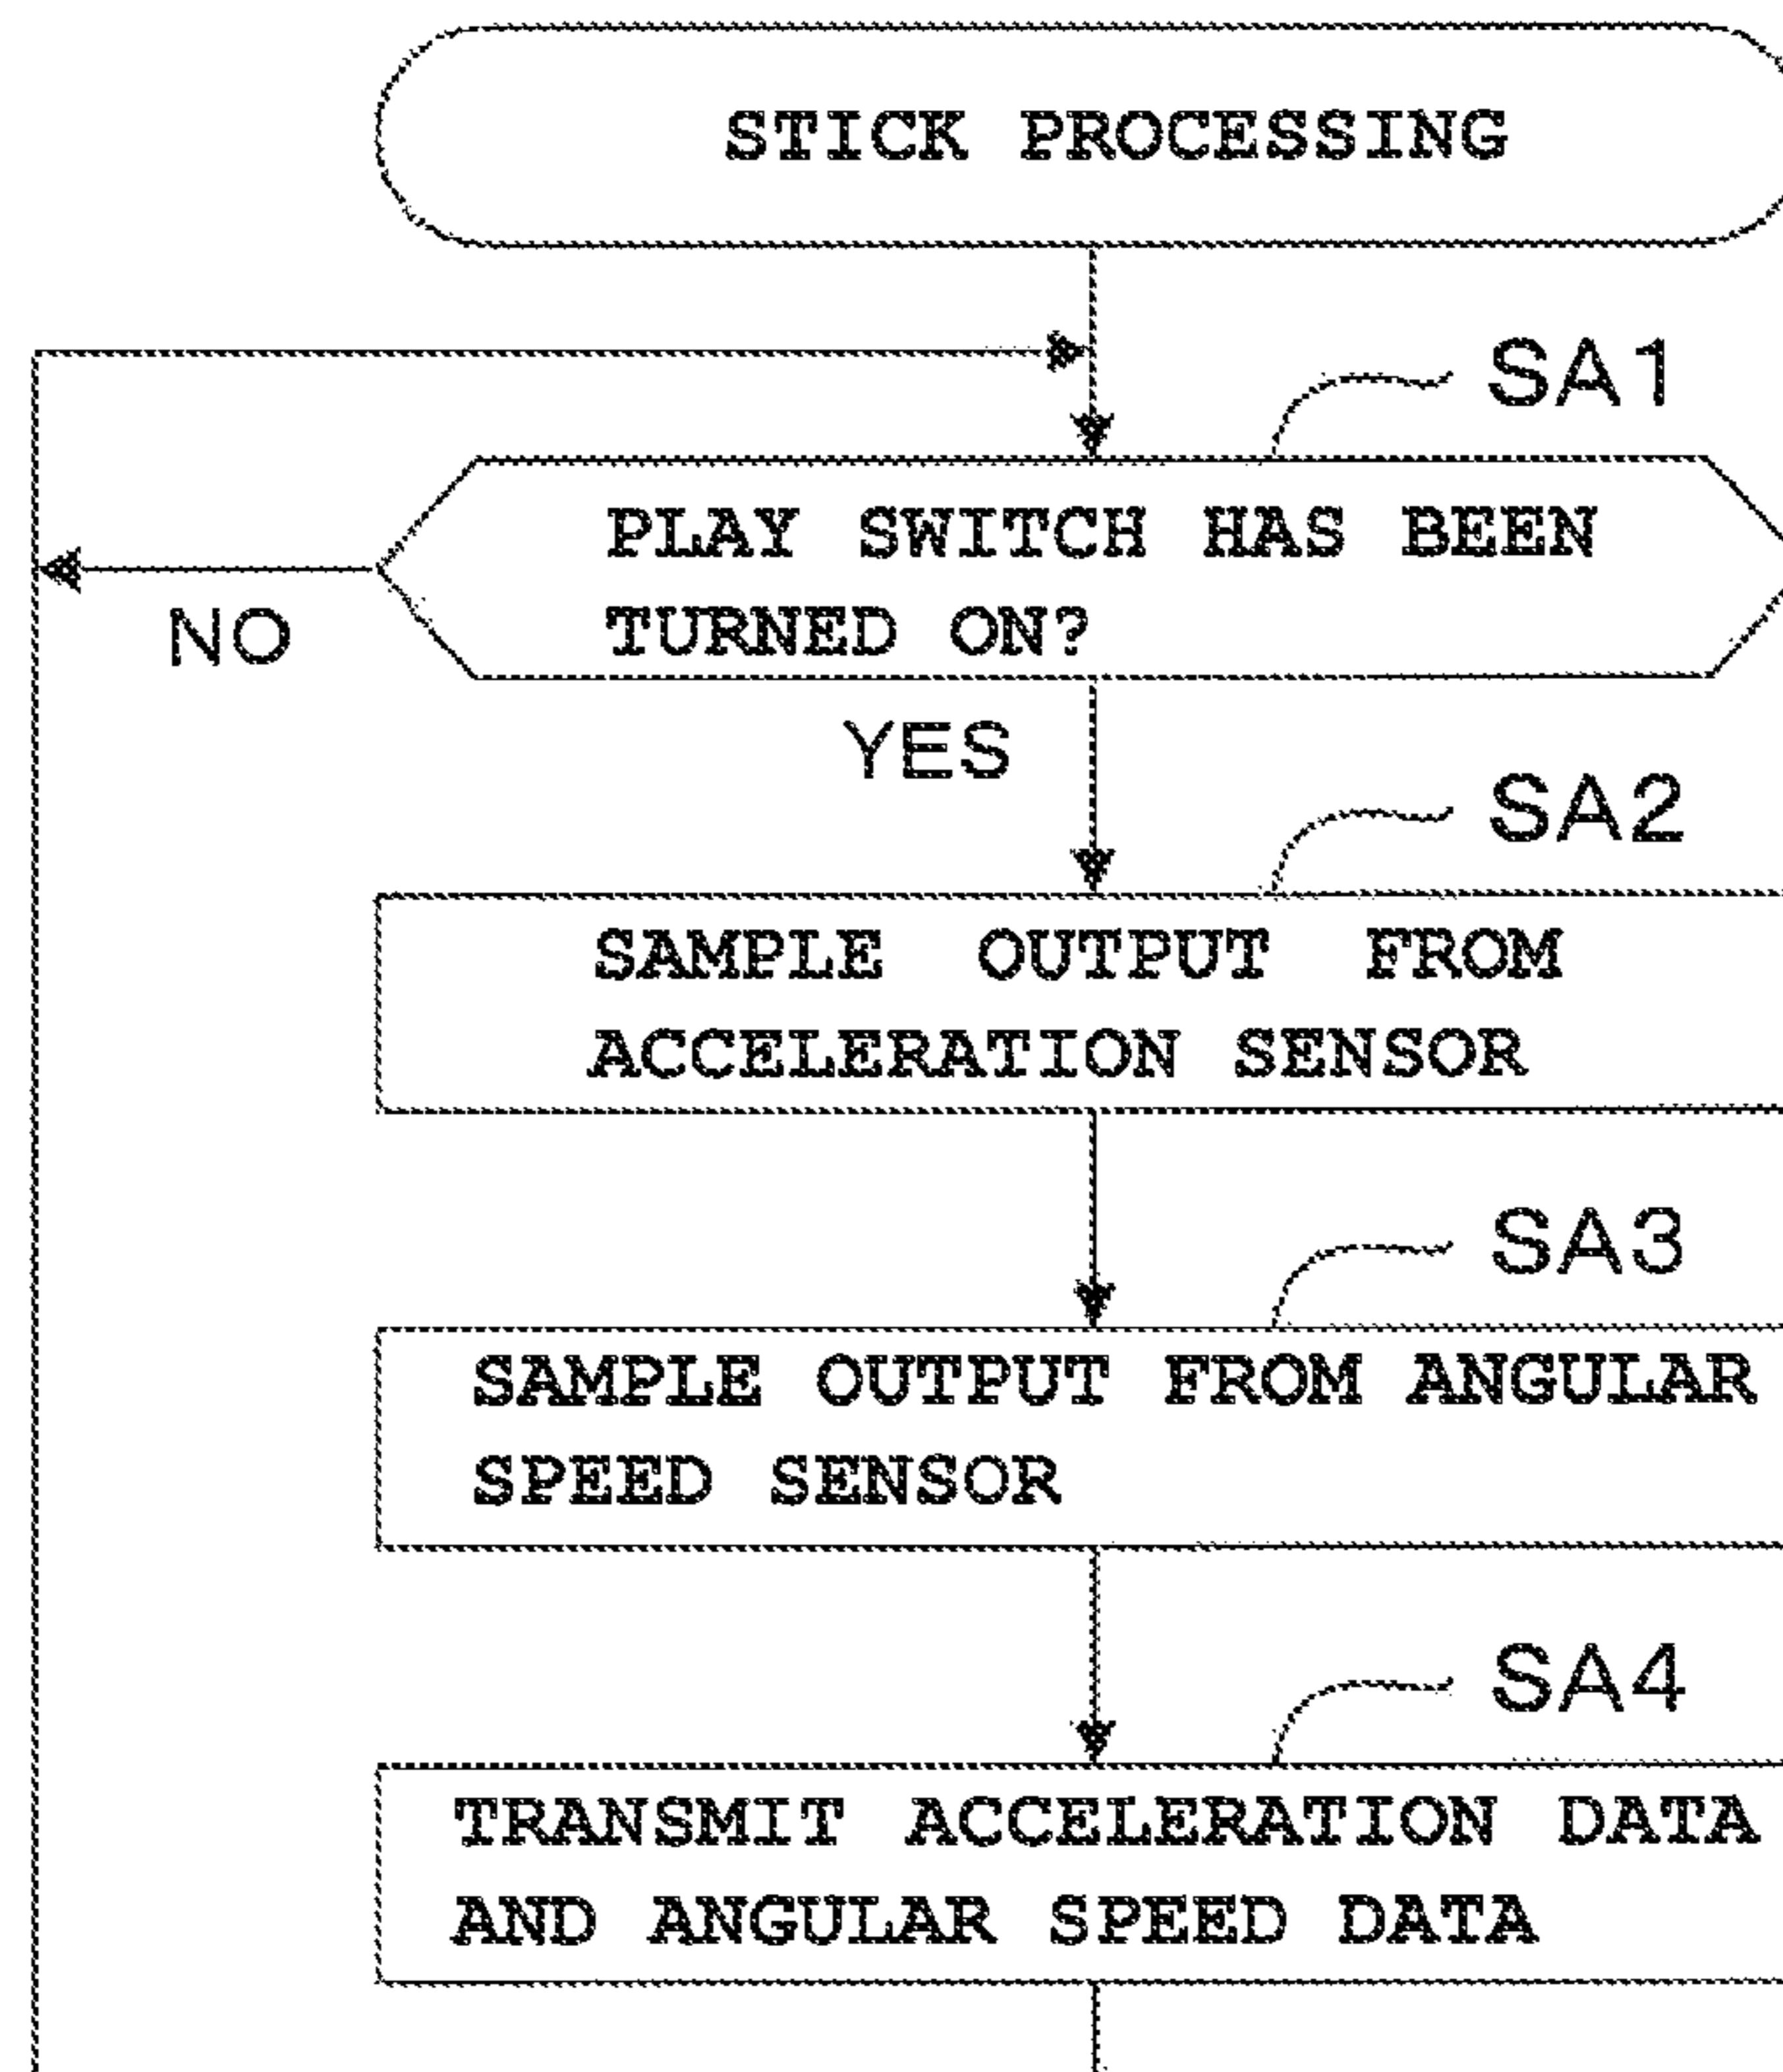 STICK PROCESSING
SA1
PLAY SWITCH HAS BEEN
TURNED ON?
NO
YES
SA2
SAMPLE OUTPUT FROM
ACCELERATION SENSOR
SA3
SAMPLE OUTPUT FROM ANGULAR
SPEED SENSOR
SA4
TRANSMIT ACCELERATION DATA
AND ANGULAR SPEED DATA